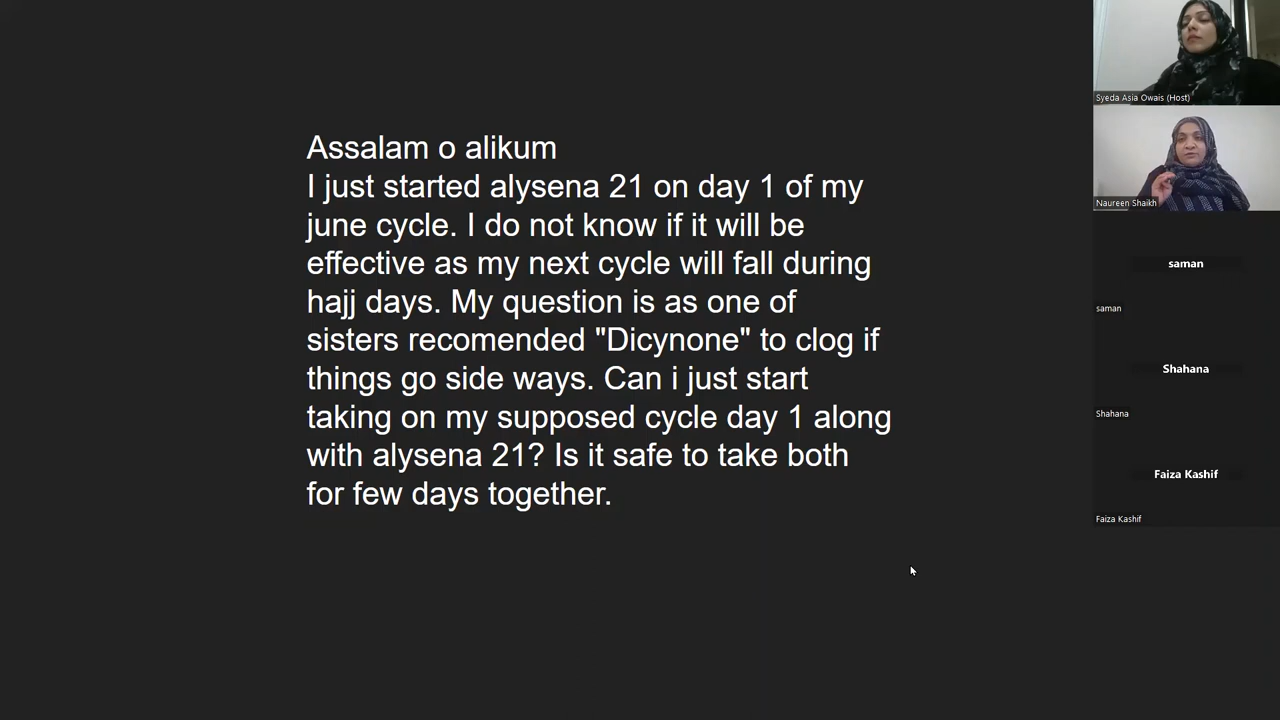 Assalam o alikum
I just started alysena 21 on day 1 of my
june cycle. I do not know if it will be
effective as my next cycle will fall during
hajj days. My question is as one of
sisters recomended "Dicynone" to clog if
things go side ways. Can i just start
taking on my supposed cycle day 1 along
with alysena 21? Is it safe to take both
for few days together.
Syeda Asia Owais (Host)
Naureen Shaikh
saman
saman
Shahana
Shahana
Faiza Kashif
Faiza Kashif